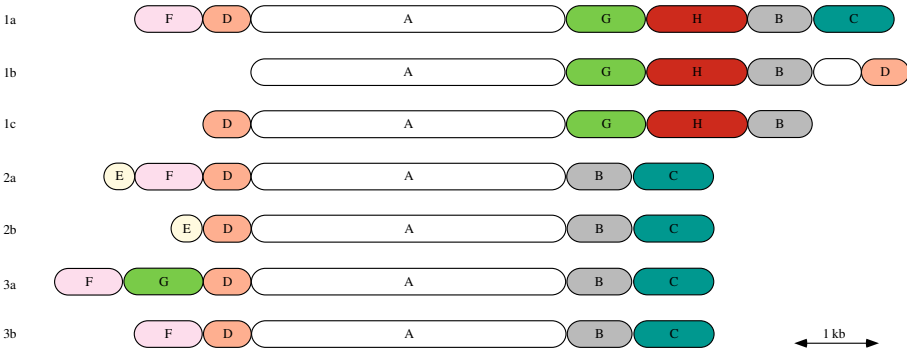 1a F D A G H B C
1b A G H B D
1c D A G H B
2a E F D A B C
2b E D A B C
3a F G D A B C
3b F D A B C
1 kb